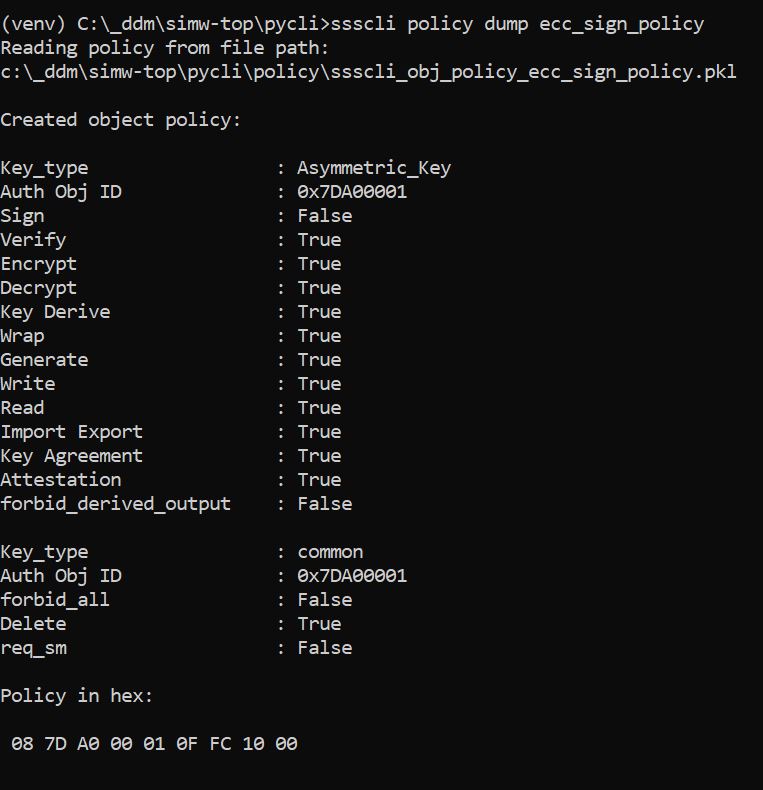 (venv) C:\_ddm\simw-top\pycli>ssscli policy dump ecc_sign_policy
Reading policy from file path:
c:\_ddm\simw-top\pycli\policy\ssscli_obj_policy_ecc_sign_policy.pkl
Created object policy:
Key_type : Asymmetric_Key
Auth Obj ID : 0x7DA00001
Sign : False
Verify : True
Encrypt : True
Decrypt : True
Key Derive : True
Wrap : True
Generate : True
Write : True
Read : True
Import Export : True
Key Agreement : True
Attestation : True
forbid_derived_output : False
Key_type : common
Auth Obj ID : 0x7DA00001
forbid_all : False
Delete : True
req_sm : False
Policy in hex:
08 7D A0 00 01 0F FC 10 00